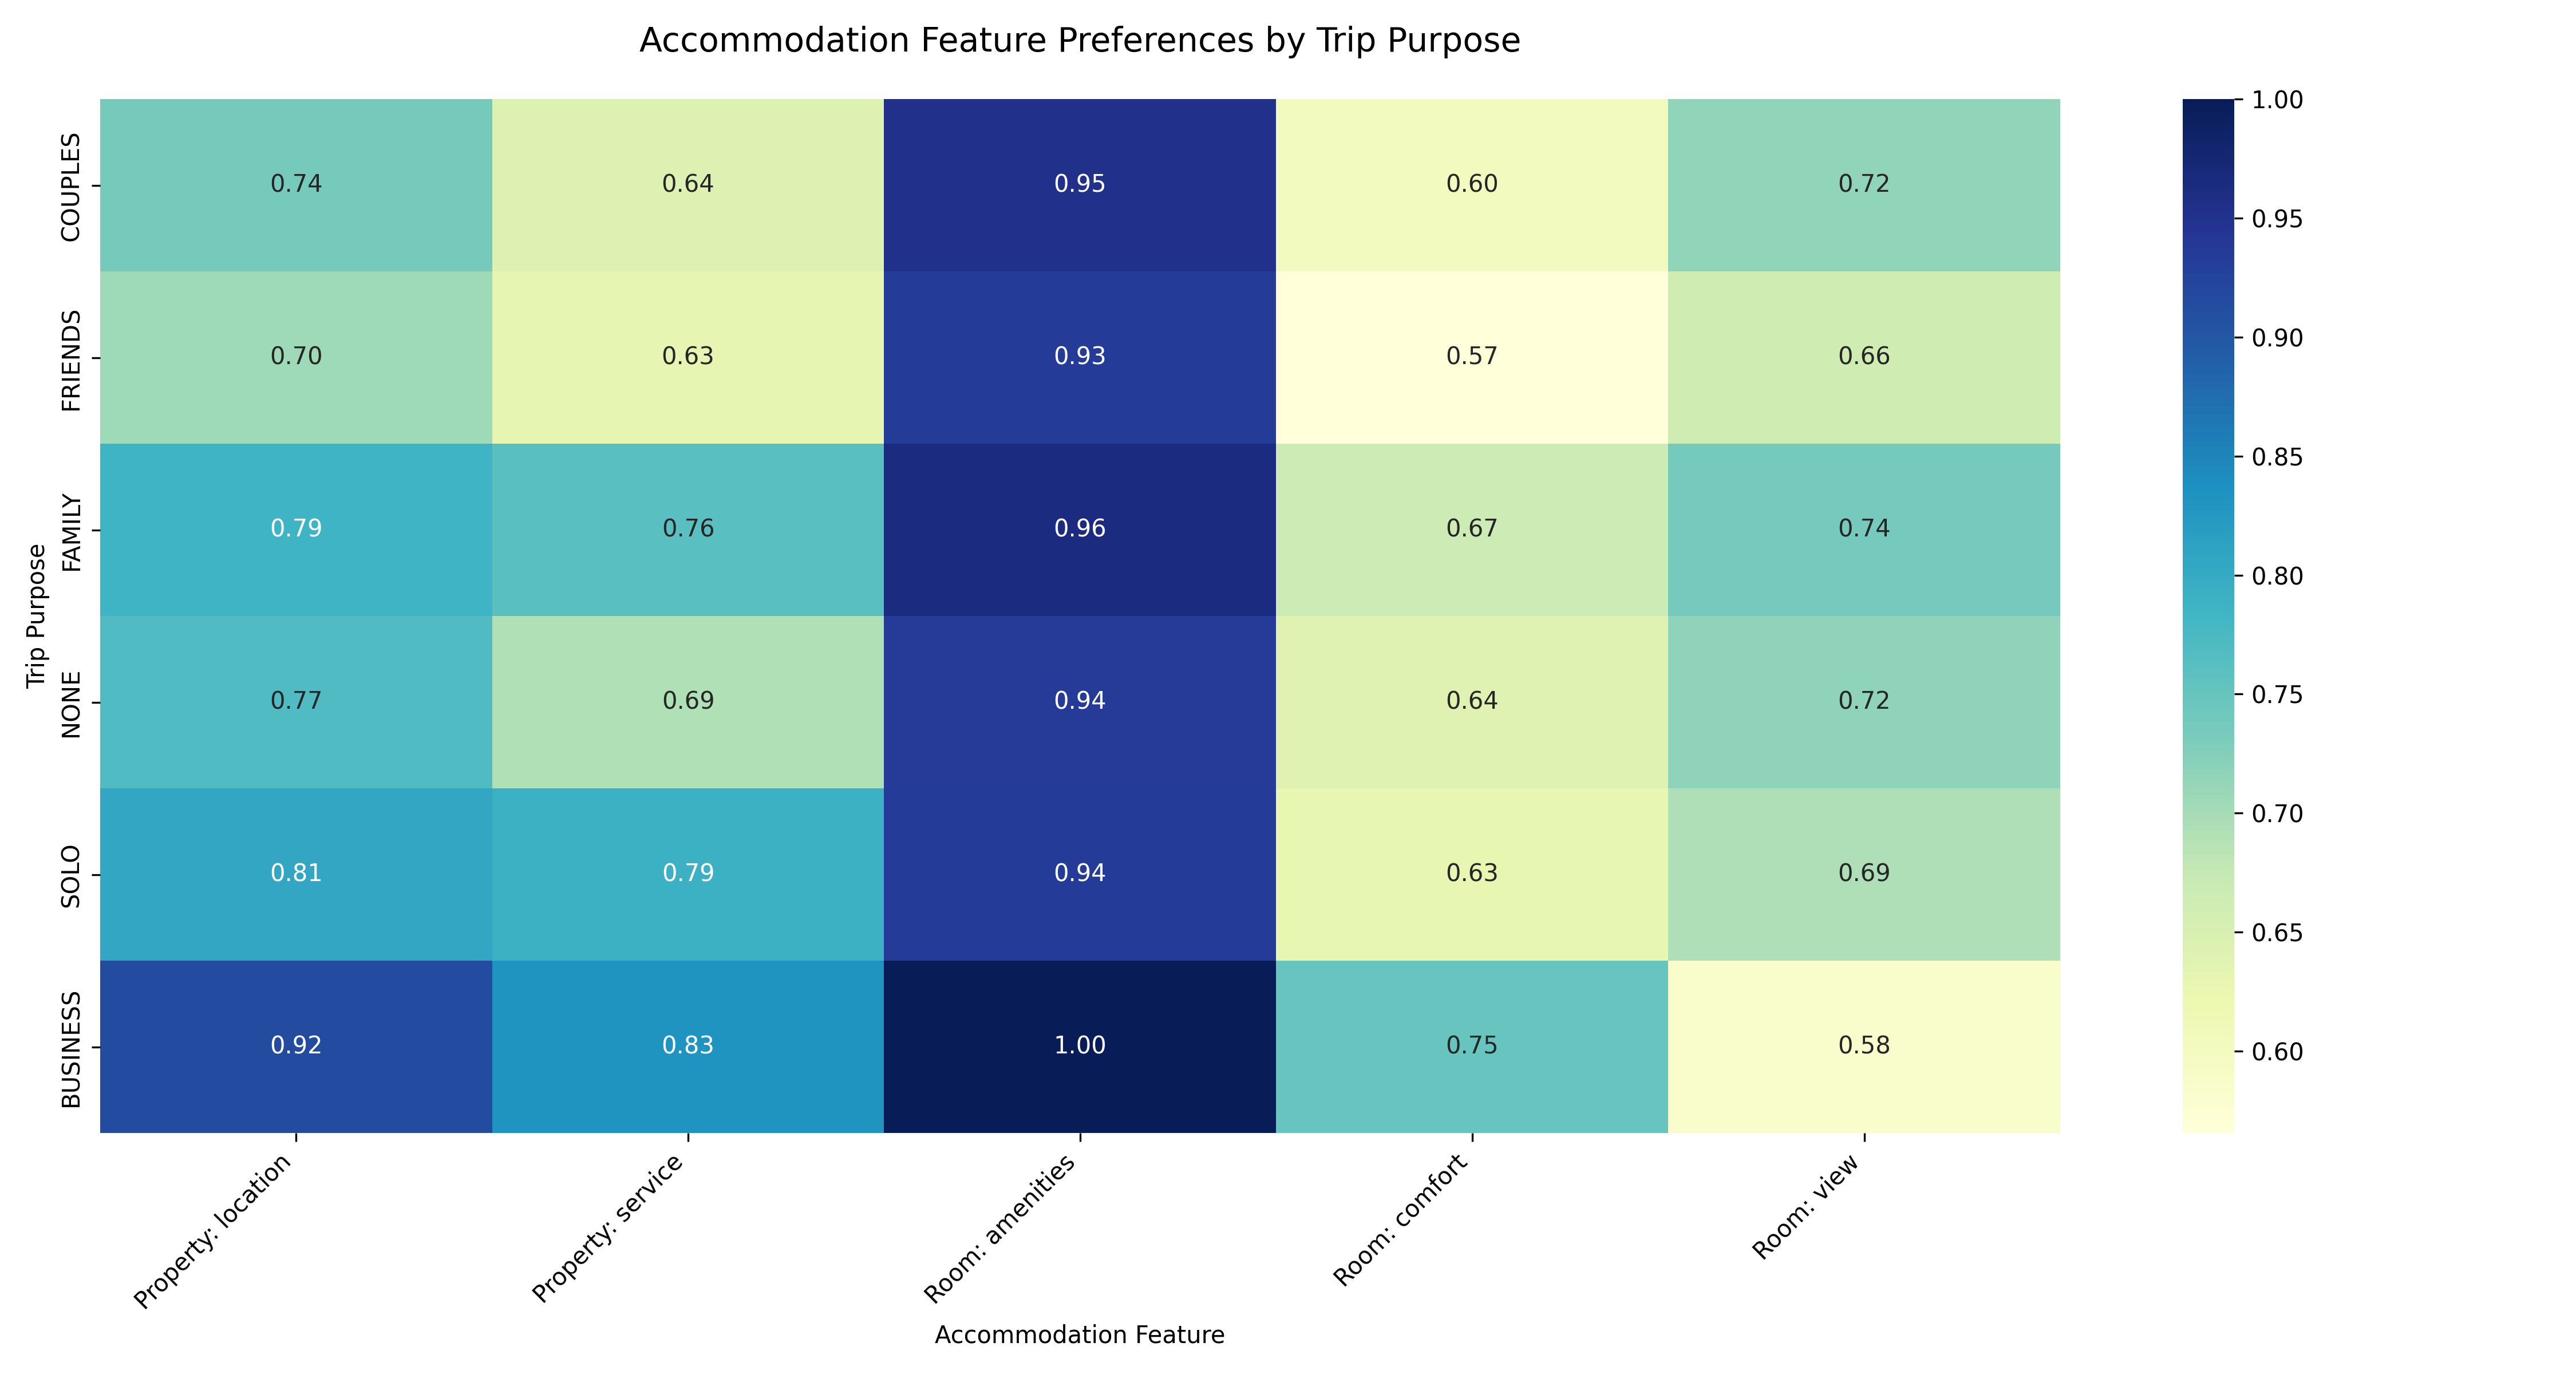 Accommodation Feature Preferences by Trip Purpose
Trip Purpose
COUPLES
0.74 0.64 0.95 0.60 0.72
FRIENDS
0.70 0.63 0.93 0.57 0.66
FAMILY
0.79 0.76 0.96 0.67 0.74
NONE
0.77 0.69 0.94 0.64 0.72
SOLO
0.81 0.79 0.94 0.63 0.69
BUSINESS
0.92 0.83 1.00 0.75 0.58
Property: location
Property: service
Room: amenities
Room: comfort
Room: view
Accommodation Feature
1.00
0.95
0.90
0.85
0.80
0.75
0.70
0.65
0.60